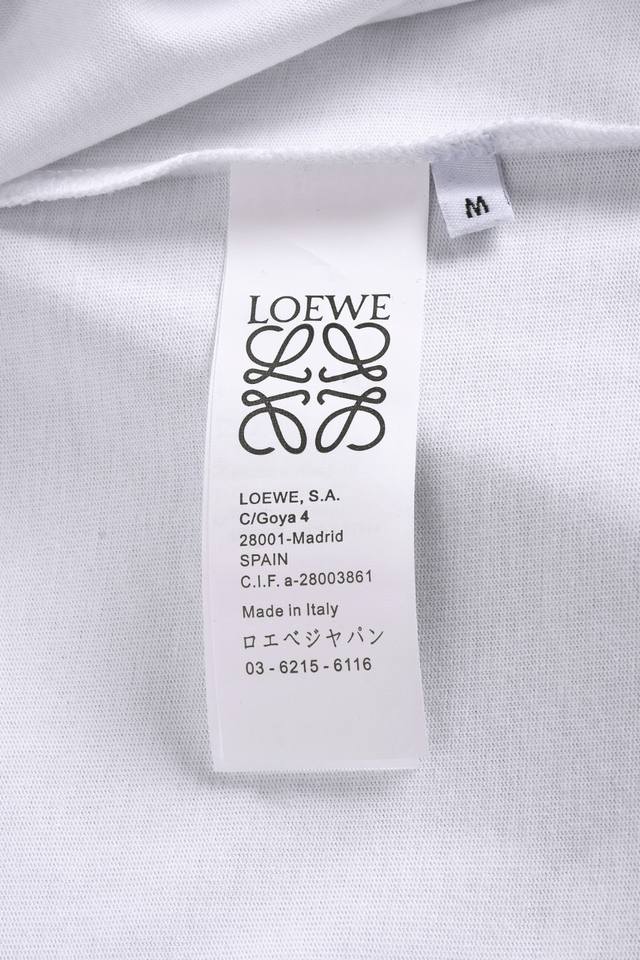 M
LOEWE
LOEWE, S.A.
C/Goya 4
28001-Madrid
SPAIN
C.I.F. a-28003861
Made in Italy
ロエベジャパン
03 - 6215 - 6116